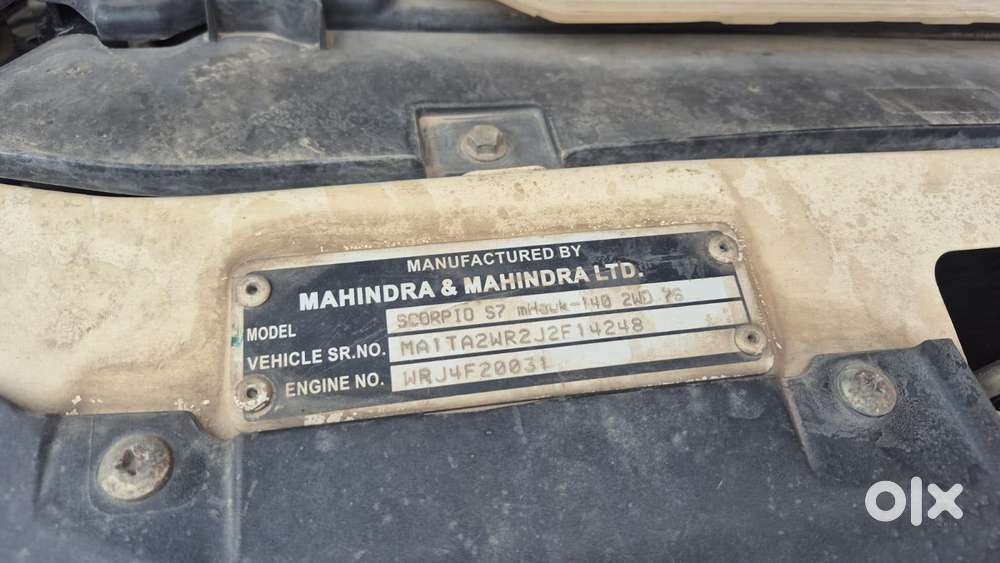 MANUFACTURED BY
MAHINDRA & MAHINDRA LTD.
MODEL SCORPIO S7 mHawk-140 2WD 7S
VEHICLE SR.NO. MA1TA2WR2J2F14248
ENGINE NO. WRJ4F20031
olx